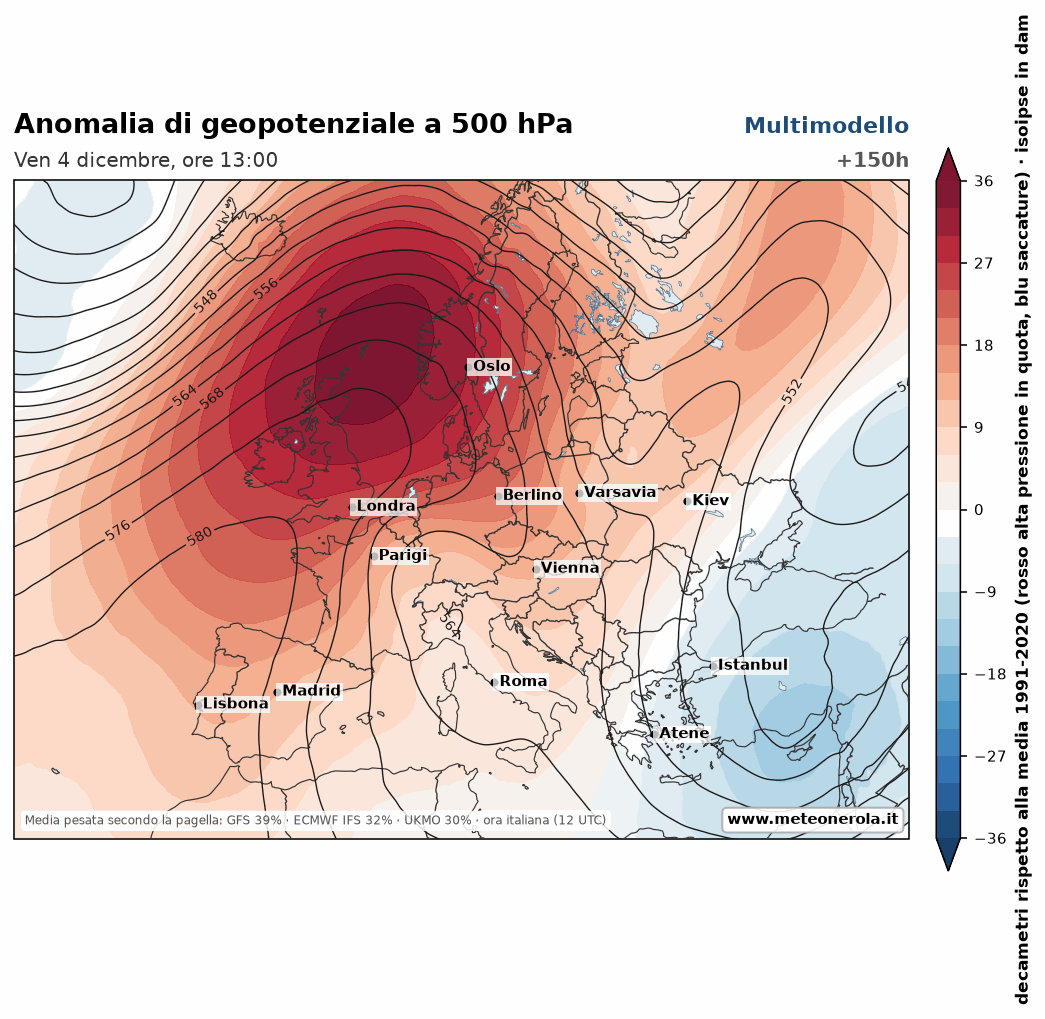 Anomalia di geopotenziale a 500 hPa
Multimodello
Ven 4 dicembre, ore 13:00
+150h
548
556
564
568
576
580
552
564
Oslo
Londra
Berlino
Varsavia
Kiev
Parigi
Vienna
Roma
Istanbul
Madrid
Lisbona
Atene
Media pesata secondo la pagella: GFS 39% · ECMWF IFS 32% · UKMO 30% · ora italiana (12 UTC)
www.meteonerola.it
36
27
18
9
0
−9
−18
−27
−36
decametri rispetto alla media 1991-2020 (rosso alta pressione in quota, blu saccature) · isoipse in dam